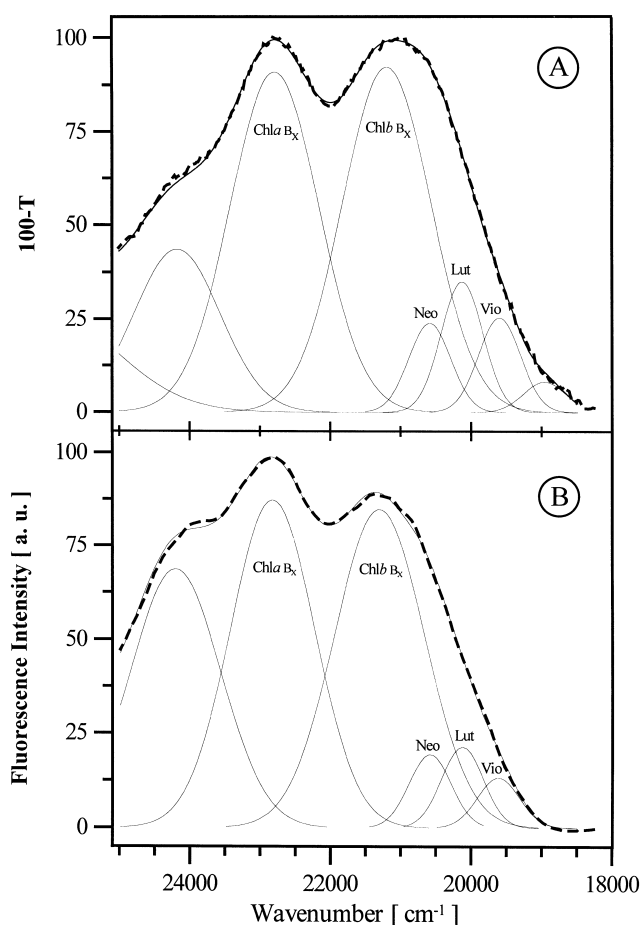 100
A
Chla Bx
Chlb Bx
75
100-T
50
Lut
Neo
Vio
25
0
100
B
Fluorescence Intensity [ a. u. ]
75
Chla Bx
Chlb Bx
50
25
Neo
Lut
Vio
0
24000 22000 20000 18000
Wavenumber [ cm-1 ]